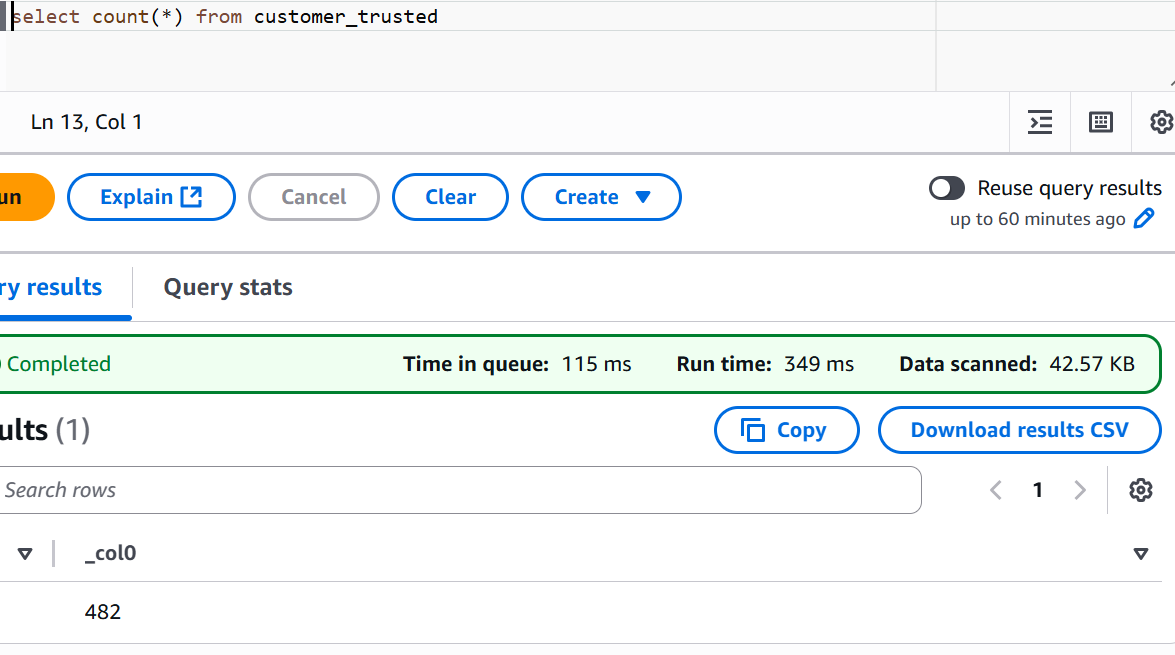 select count(*) from customer_trusted
Ln 13, Col 1
un Explain Cancel Clear Create Reuse query results
up to 60 minutes ago
ry results Query stats
Completed Time in queue: 115 ms Run time: 349 ms Data scanned: 42.57 KB
ults (1) Copy Download results CSV
Search rows 1
_col0
482